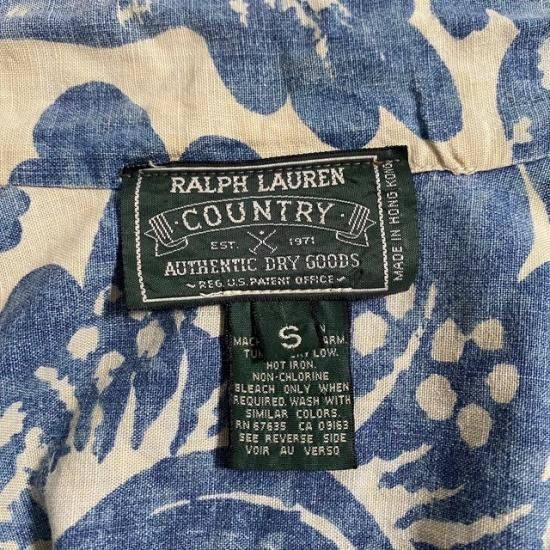 RALPH LAUREN
COUNTRY
EST. 1971
AUTHENTIC DRY GOODS
REG. U.S. PATENT OFFICE
MADE IN HONG KONG
S
LOW.
HOT IRON.
NON-CHLORINE
BLEACH ONLY WHEN
REQUIRED. WASH WITH
SIMILAR COLORS.
RN 67635 CA 09163
SEE REVERSE SIDE
VOIR AU VERSO